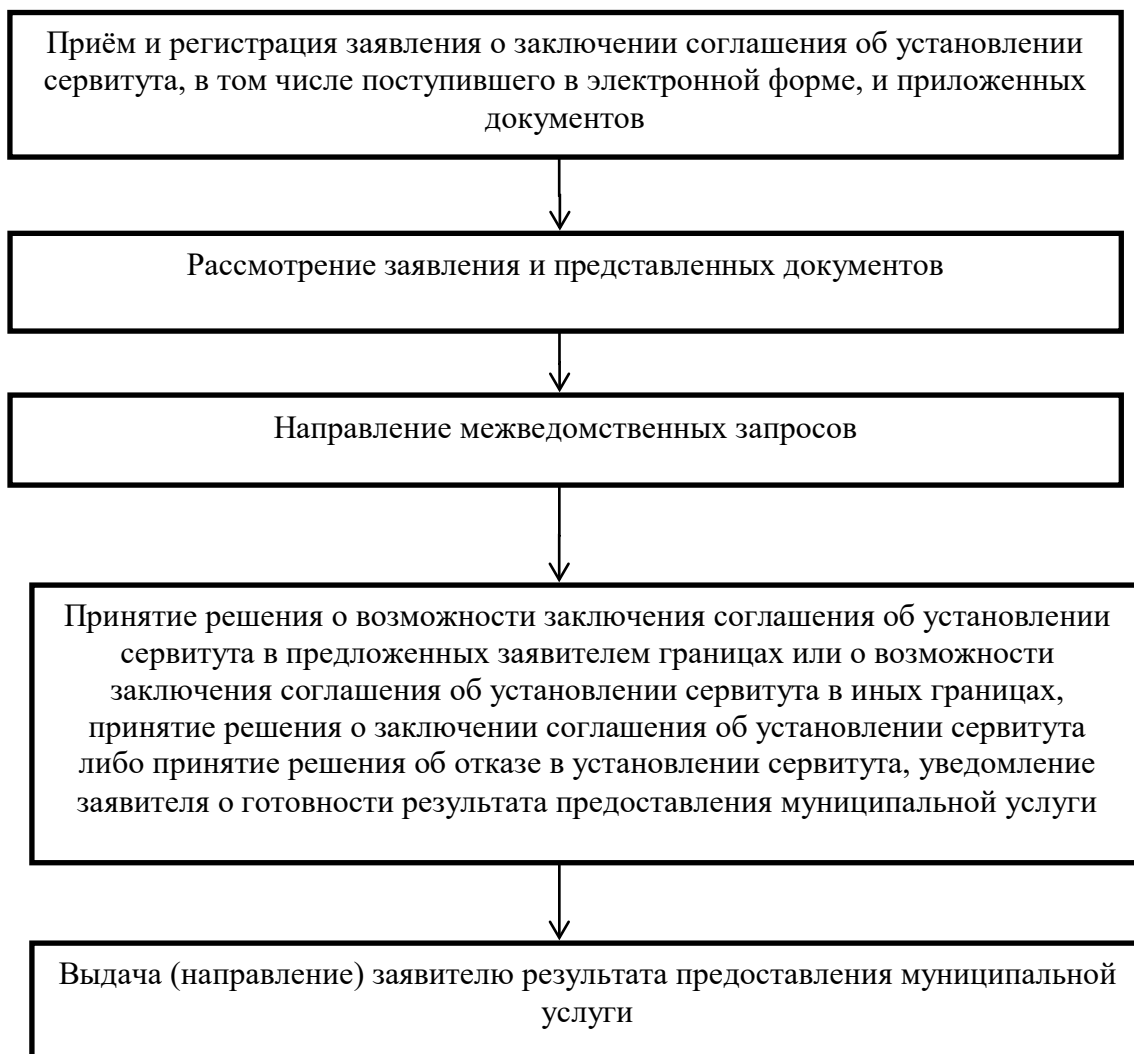 Приём и регистрация заявления о заключении соглашения об установлении
сервитута, в том числе поступившего в электронной форме, и приложенных
документов
Рассмотрение заявления и представленных документов
Направление межведомственных запросов
Принятие решения о возможности заключения соглашения об установлении
сервитута в предложенных заявителем границах или о возможности
заключения соглашения об установлении сервитута в иных границах,
принятие решения о заключении соглашения об установлении сервитута
либо принятие решения об отказе в установлении сервитута, уведомление
заявителя о готовности результата предоставления муниципальной услуги
Выдача (направление) заявителю результата предоставления муниципальной
услуги